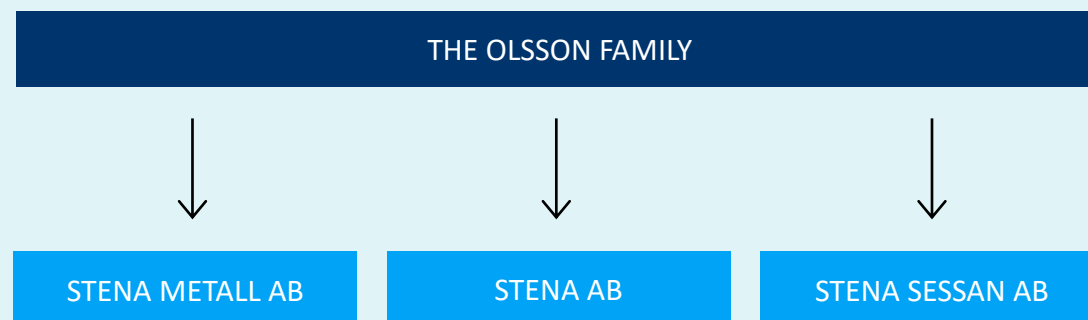 THE OLSSON FAMILY
STENA METALL AB
STENA AB
STENA SESSAN AB